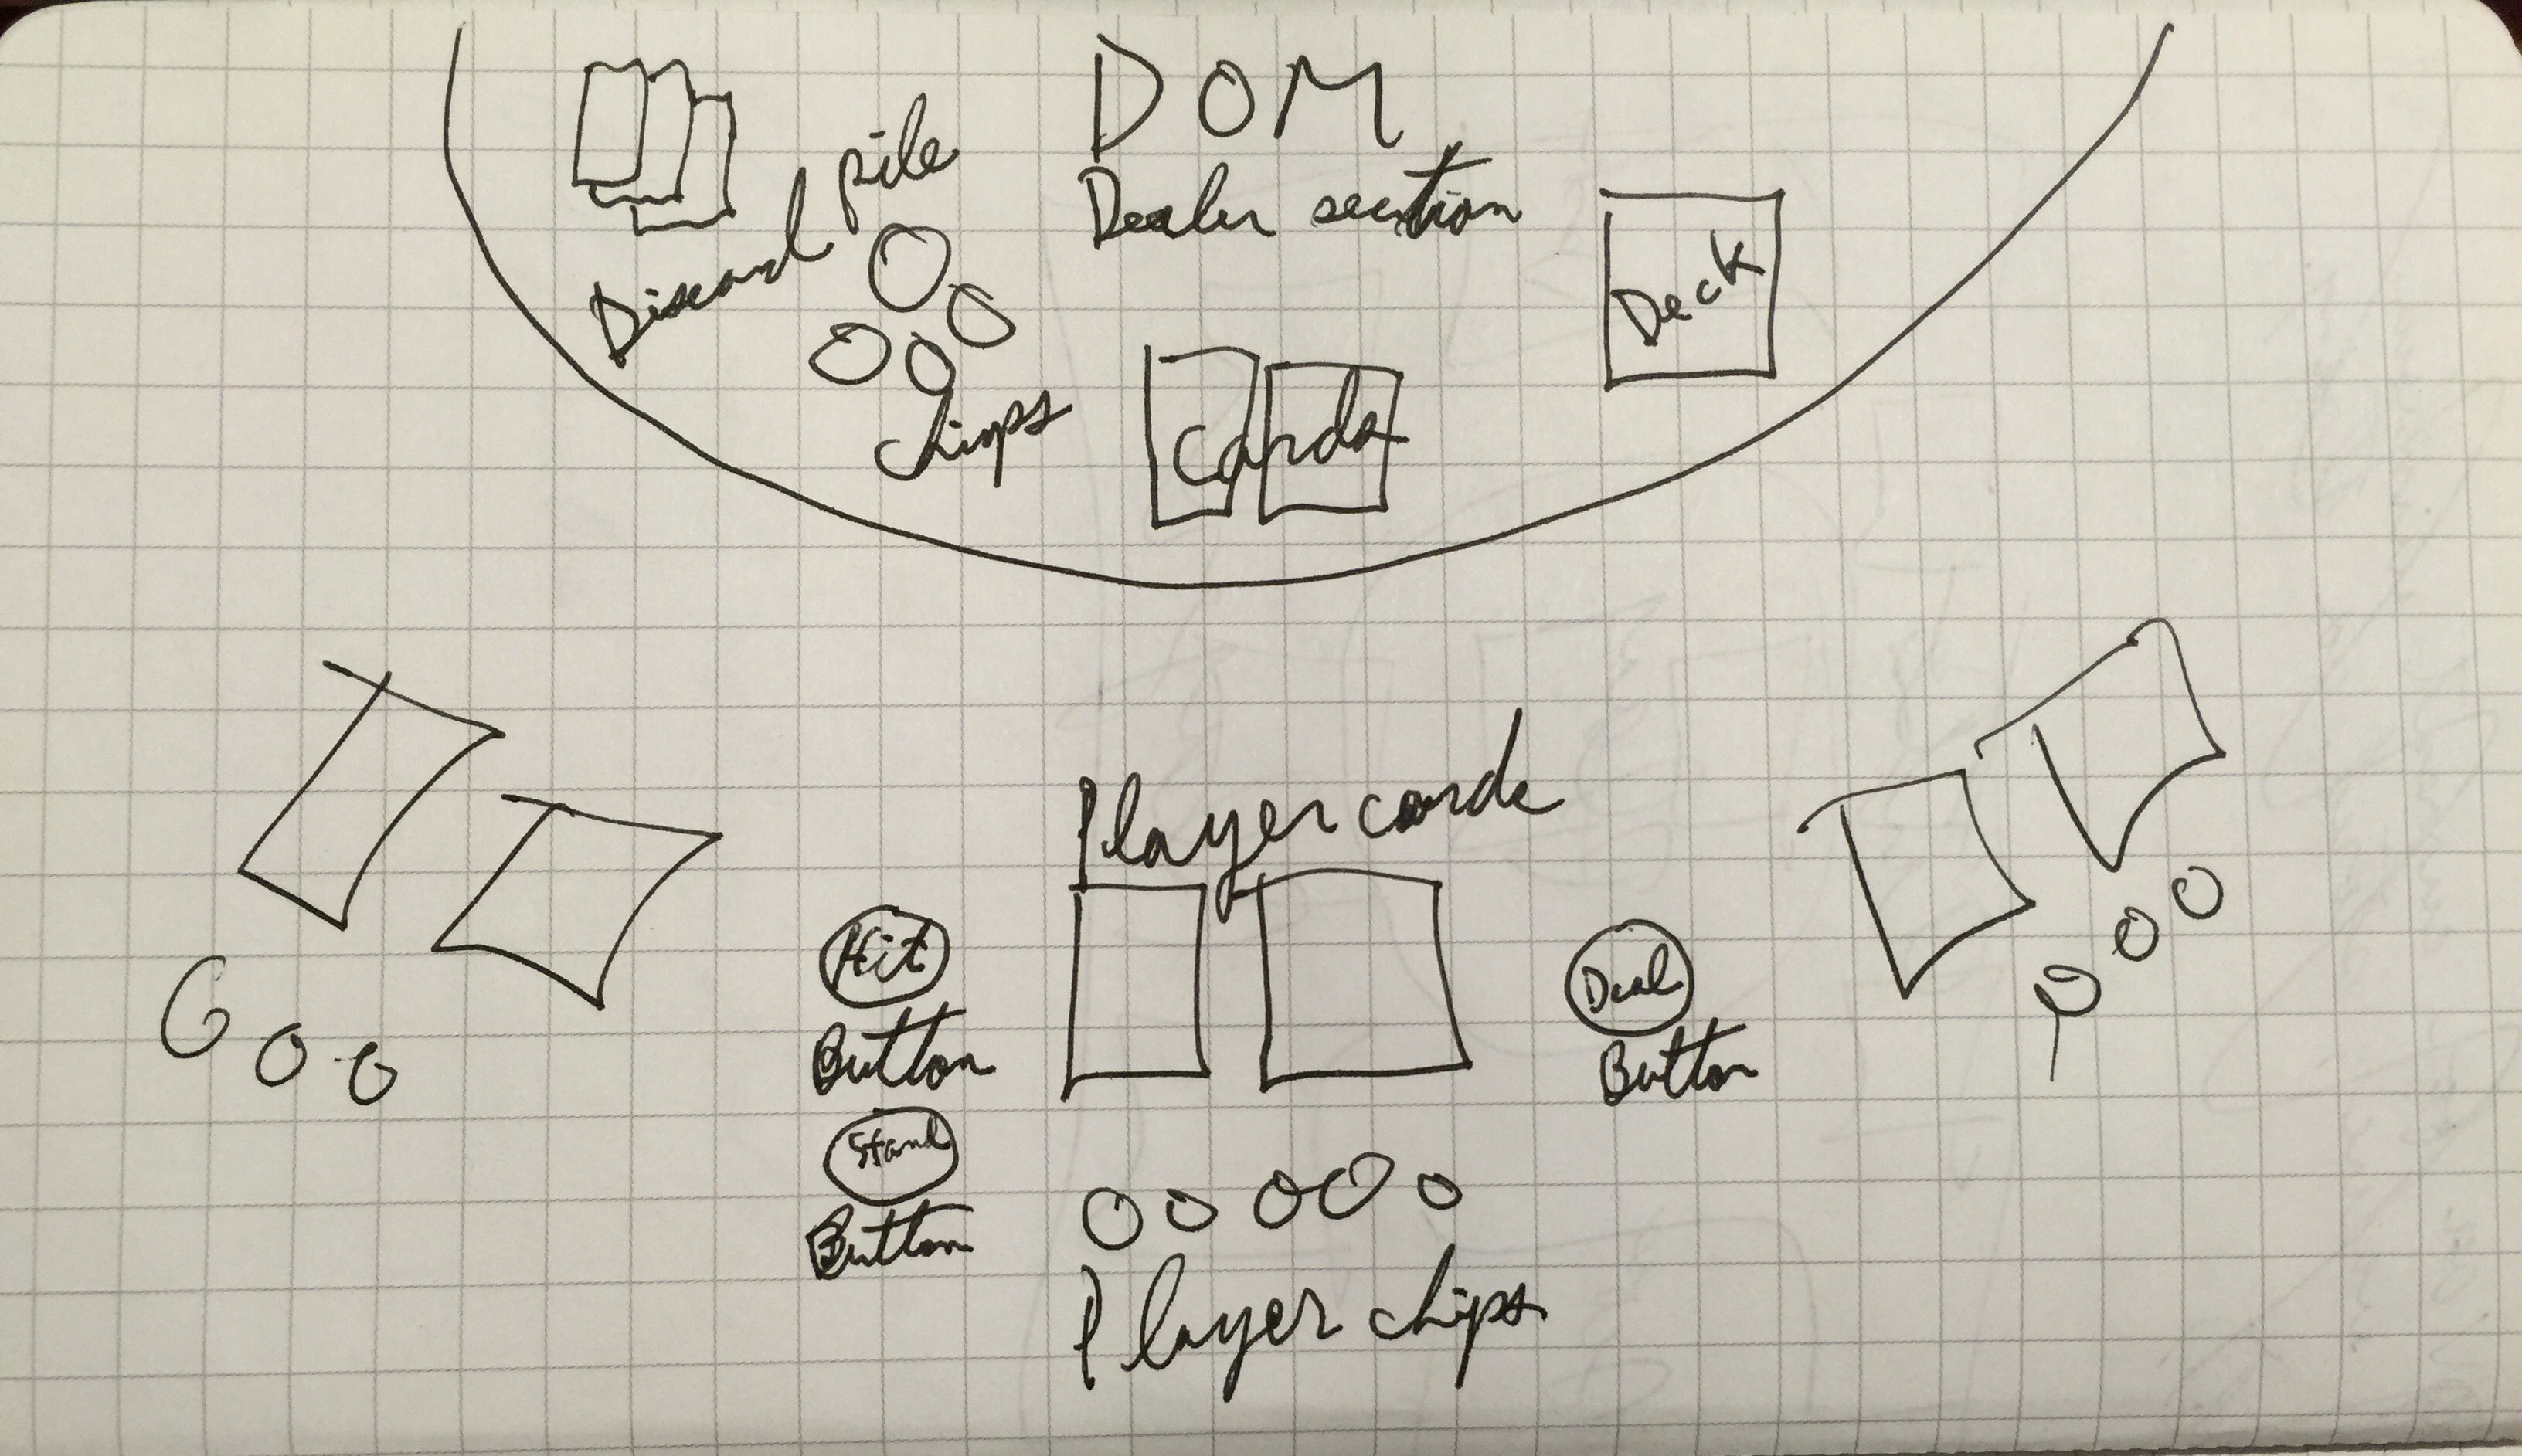 DOM
Dealer section
Discard pile
Deck
chips
cards
Player cards
Hit
Button
Deal
Button
Stand
Button
Player chips